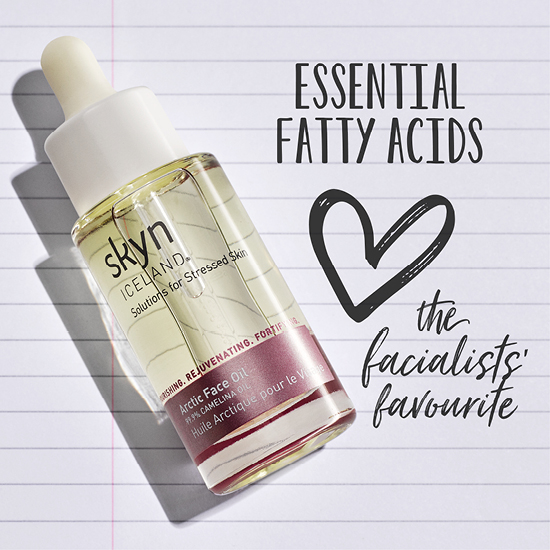 ESSENTIAL
FATTY ACIDS
the
facialists'
favourite
skyn
ICELAND
Solutions for Stressed Skin
REJUVENATING.
Arctic Face Oil
99.9% CAMELINA OIL
Huile Arctique pour le